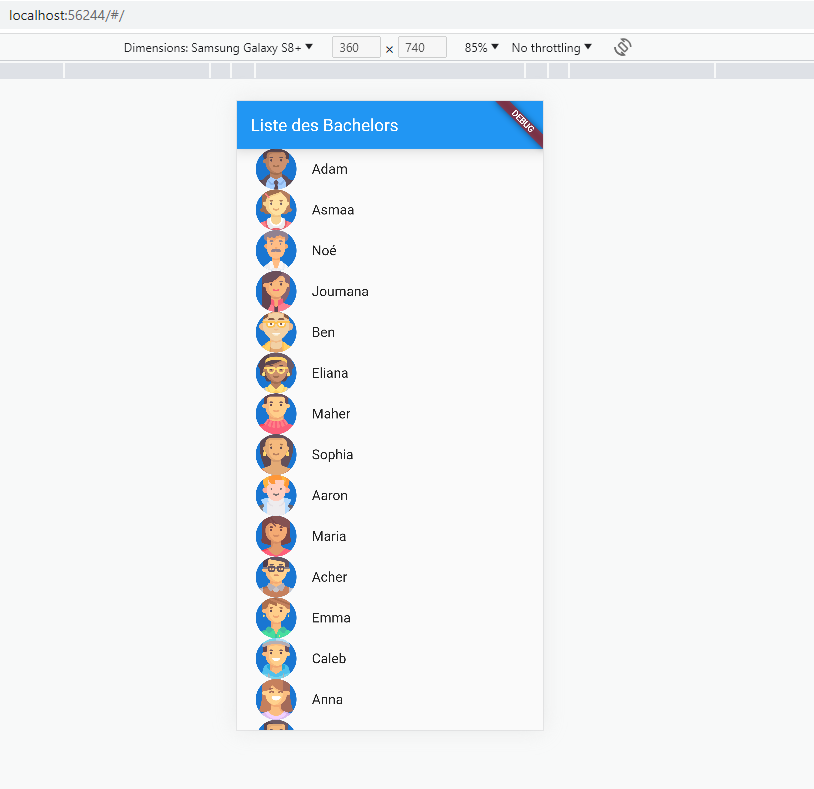 localhost:56244/#/
Dimensions: Samsung Galaxy S8+ ▼ 360 × 740 85% ▼ No throttling ▼
Liste des Bachelors
DEBUG
Adam
Asmaa
Noé
Joumana
Ben
Eliana
Maher
Sophia
Aaron
Maria
Acher
Emma
Caleb
Anna